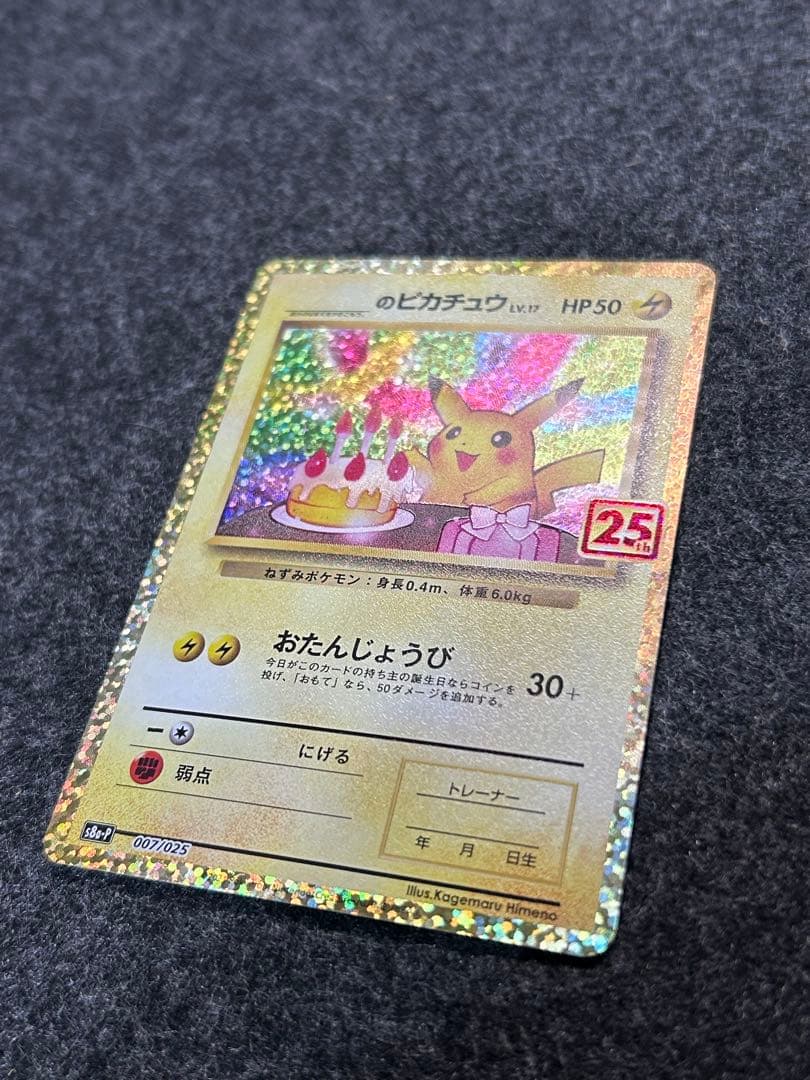 のピカチュウ LV.17 HP50
25th
ねずみポケモン：身長0.4m、体重6.0kg
おたんじょうび 30+
今日がこのカードの持ち主の誕生日ならコインを
投げ、「おもて」なら、50ダメージを追加する。
にげる
弱点
トレーナー
年 月 日生
s8a-P 007/025
Illus.Kagemaru Himeno